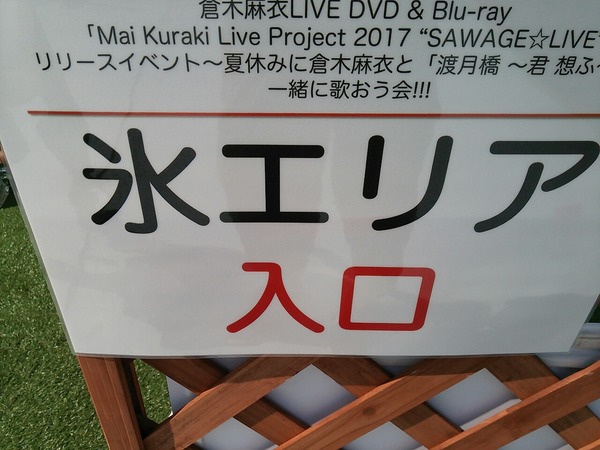 倉木麻衣LIVE DVD & Blu-ray
「Mai Kuraki Live Project 2017 “SAWAGE☆LIVE”
リリースイベント～夏休みに倉木麻衣と「渡月橋 ～君 想ふ～
一緒に歌おう会!!!
氷エリア
入口